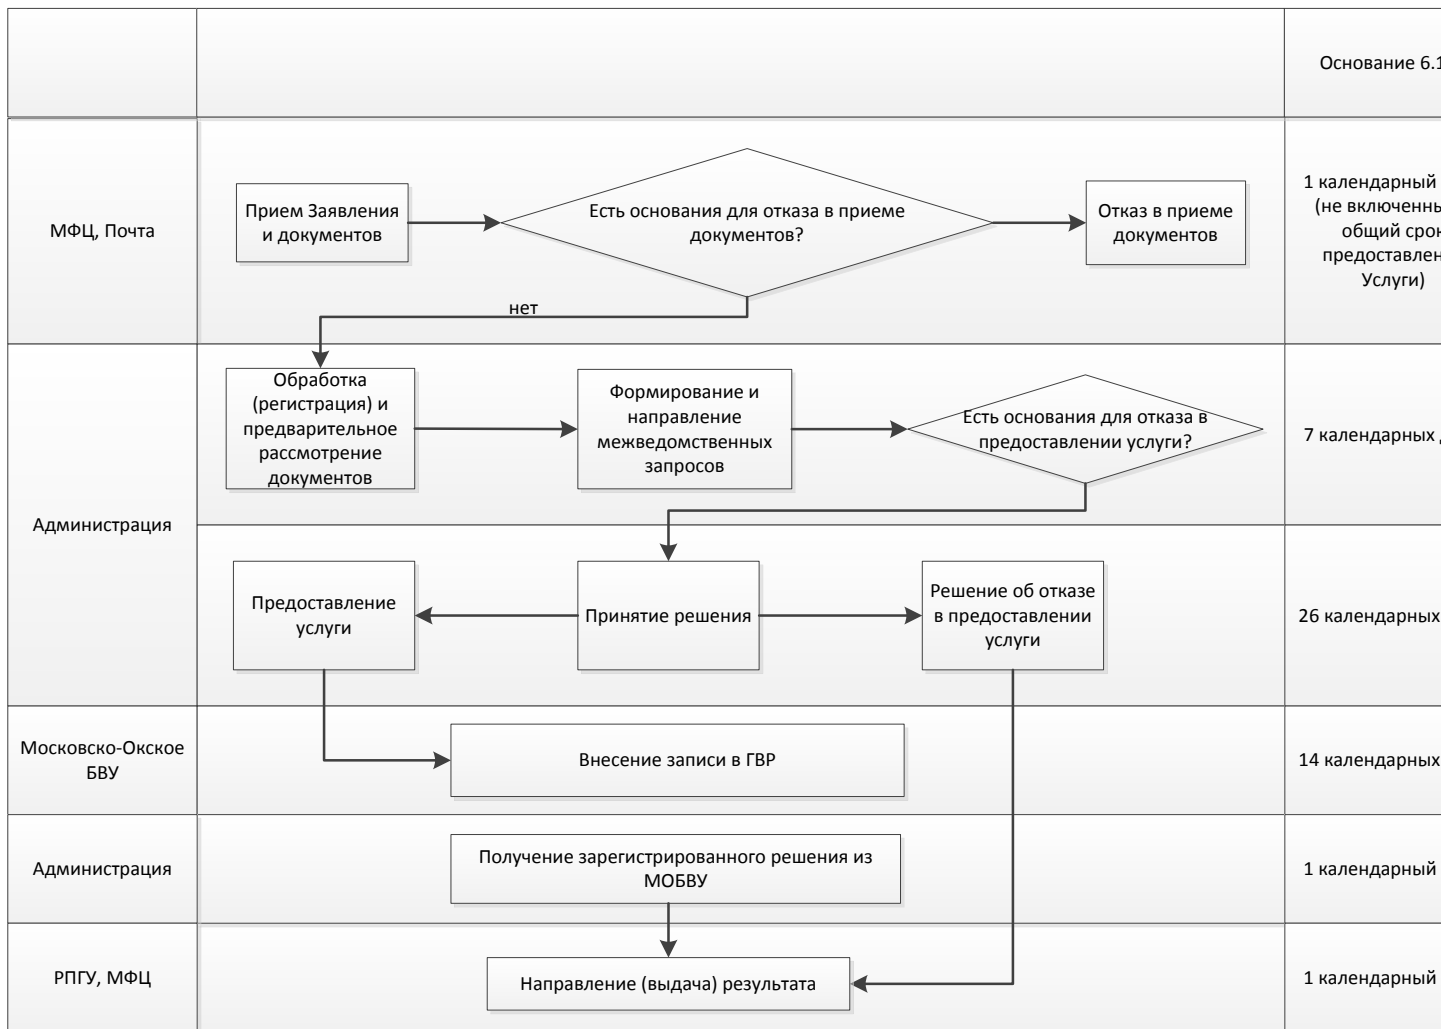 Основание 6.1
МФЦ, Почта
Прием Заявления
и документов
Есть основания для отказа в приеме
документов?
Отказ в приеме
документов
1 календарный
(не включенны
общий срок
предоставлен
Услуги)
нет
Администрация
Обработка
(регистрация) и
предварительное
рассмотрение
документов
Формирование и
направление
межведомственных
запросов
Есть основания для отказа в
предоставлении услуги?
7 календарных
Предоставление
услуги
Принятие решения
Решение об отказе
в предоставлении
услуги
26 календарных
Московско-Окское
БВУ
Внесение записи в ГВР
14 календарных
Администрация
Получение зарегистрированного решения из
МОБВУ
1 календарный
РПГУ, МФЦ
Направление (выдача) результата
1 календарный